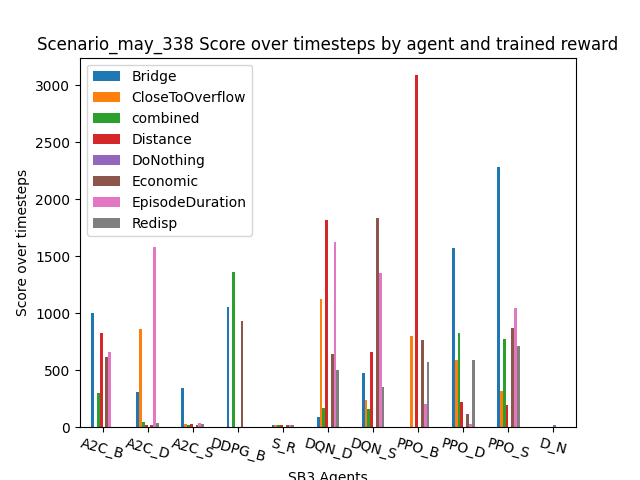 Scenario_may_338 Score over timesteps by agent and trained reward
Bridge
CloseToOverflow
combined
Distance
DoNothing
Economic
EpisodeDuration
Redisp
Score over timesteps
3000
2500
2000
1500
1000
500
0
A2C_B A2C_D A2C_S DDPG_B S_R DQN_D DQN_S PPO_B PPO_D PPO_S D_N
SB3 Agents